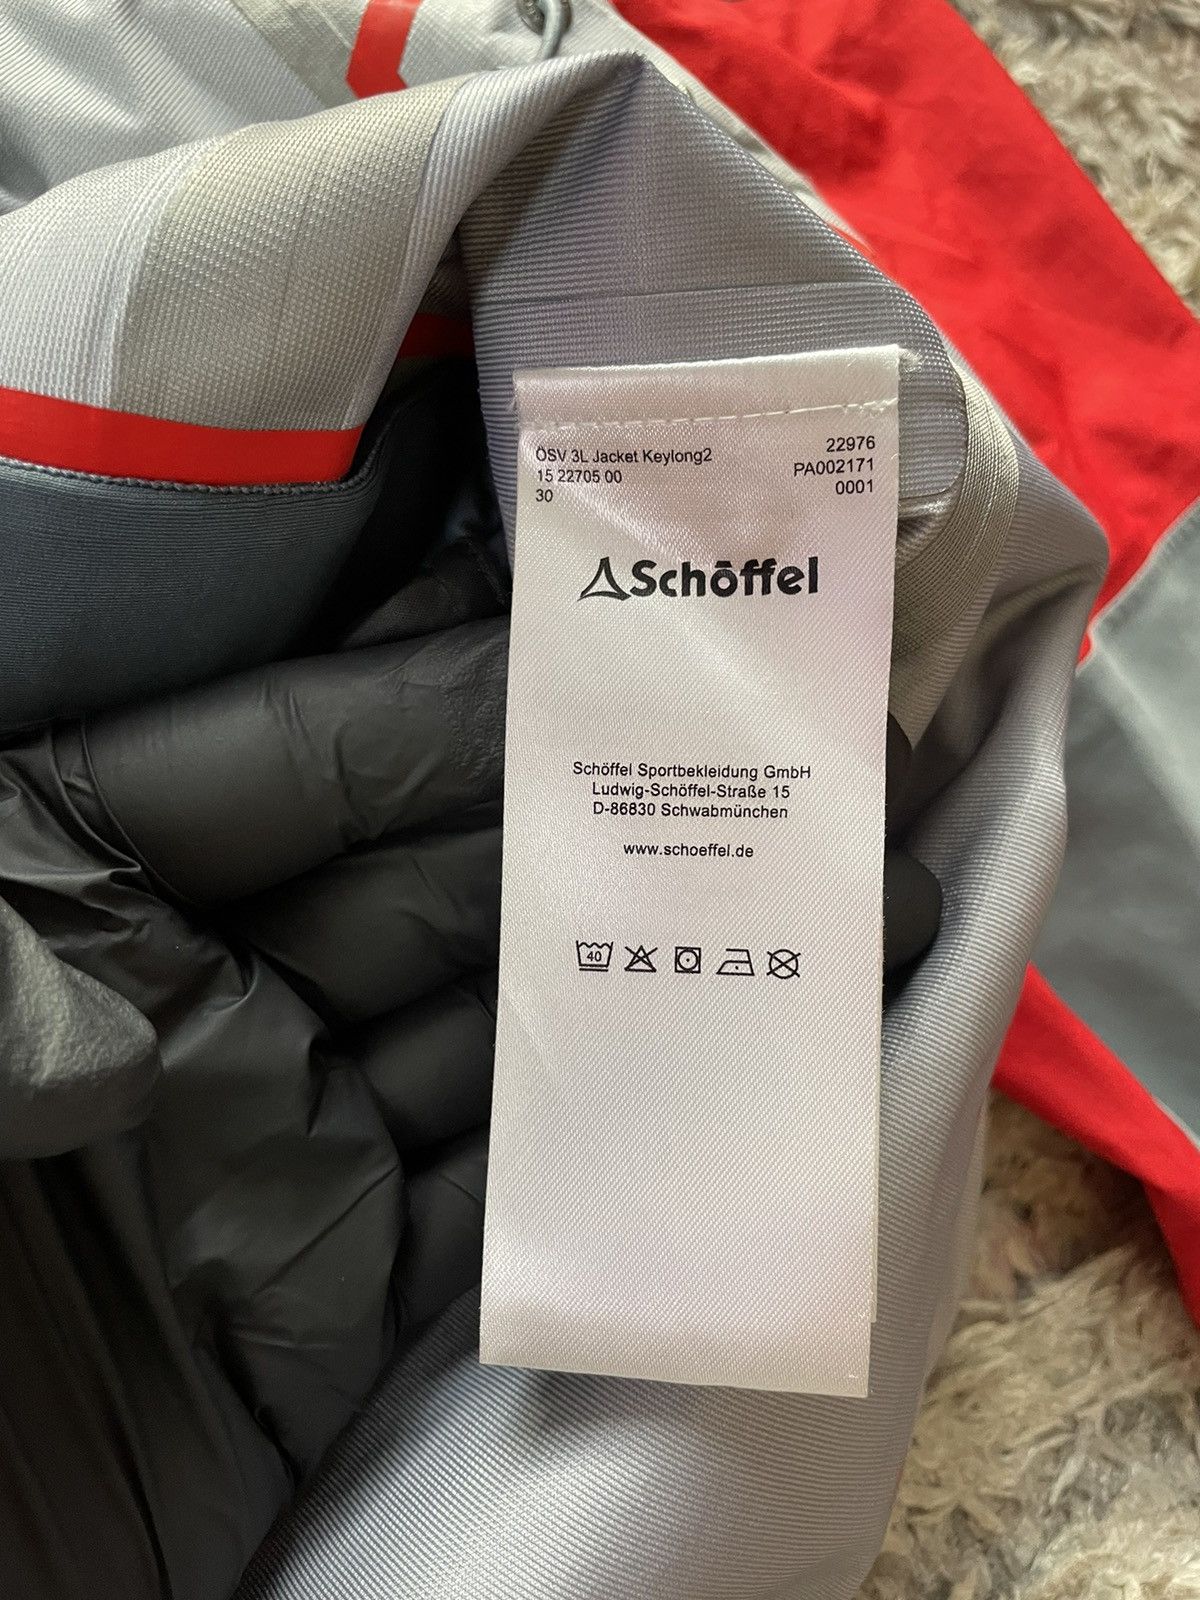 ÖSV 3L Jacket Keylong2
15 22705 00
30
22976
PA002171
0001
Schöffel
Schöffel Sportbekleidung GmbH
Ludwig-Schöffel-Straße 15
D-86830 Schwabmünchen
www.schoeffel.de
40